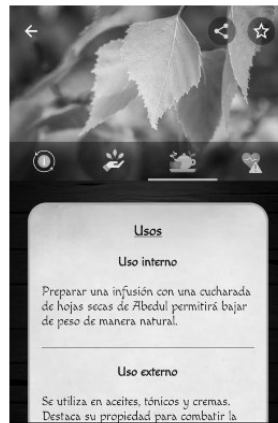 Usos
Uso interno
Preparar una infusión con una cucharada
de hojas secas de Abedul permitirá bajar
de peso de manera natural.
Uso externo
Se utiliza en aceites, tónicos y cremas.
Destaca su propiedad para combatir la